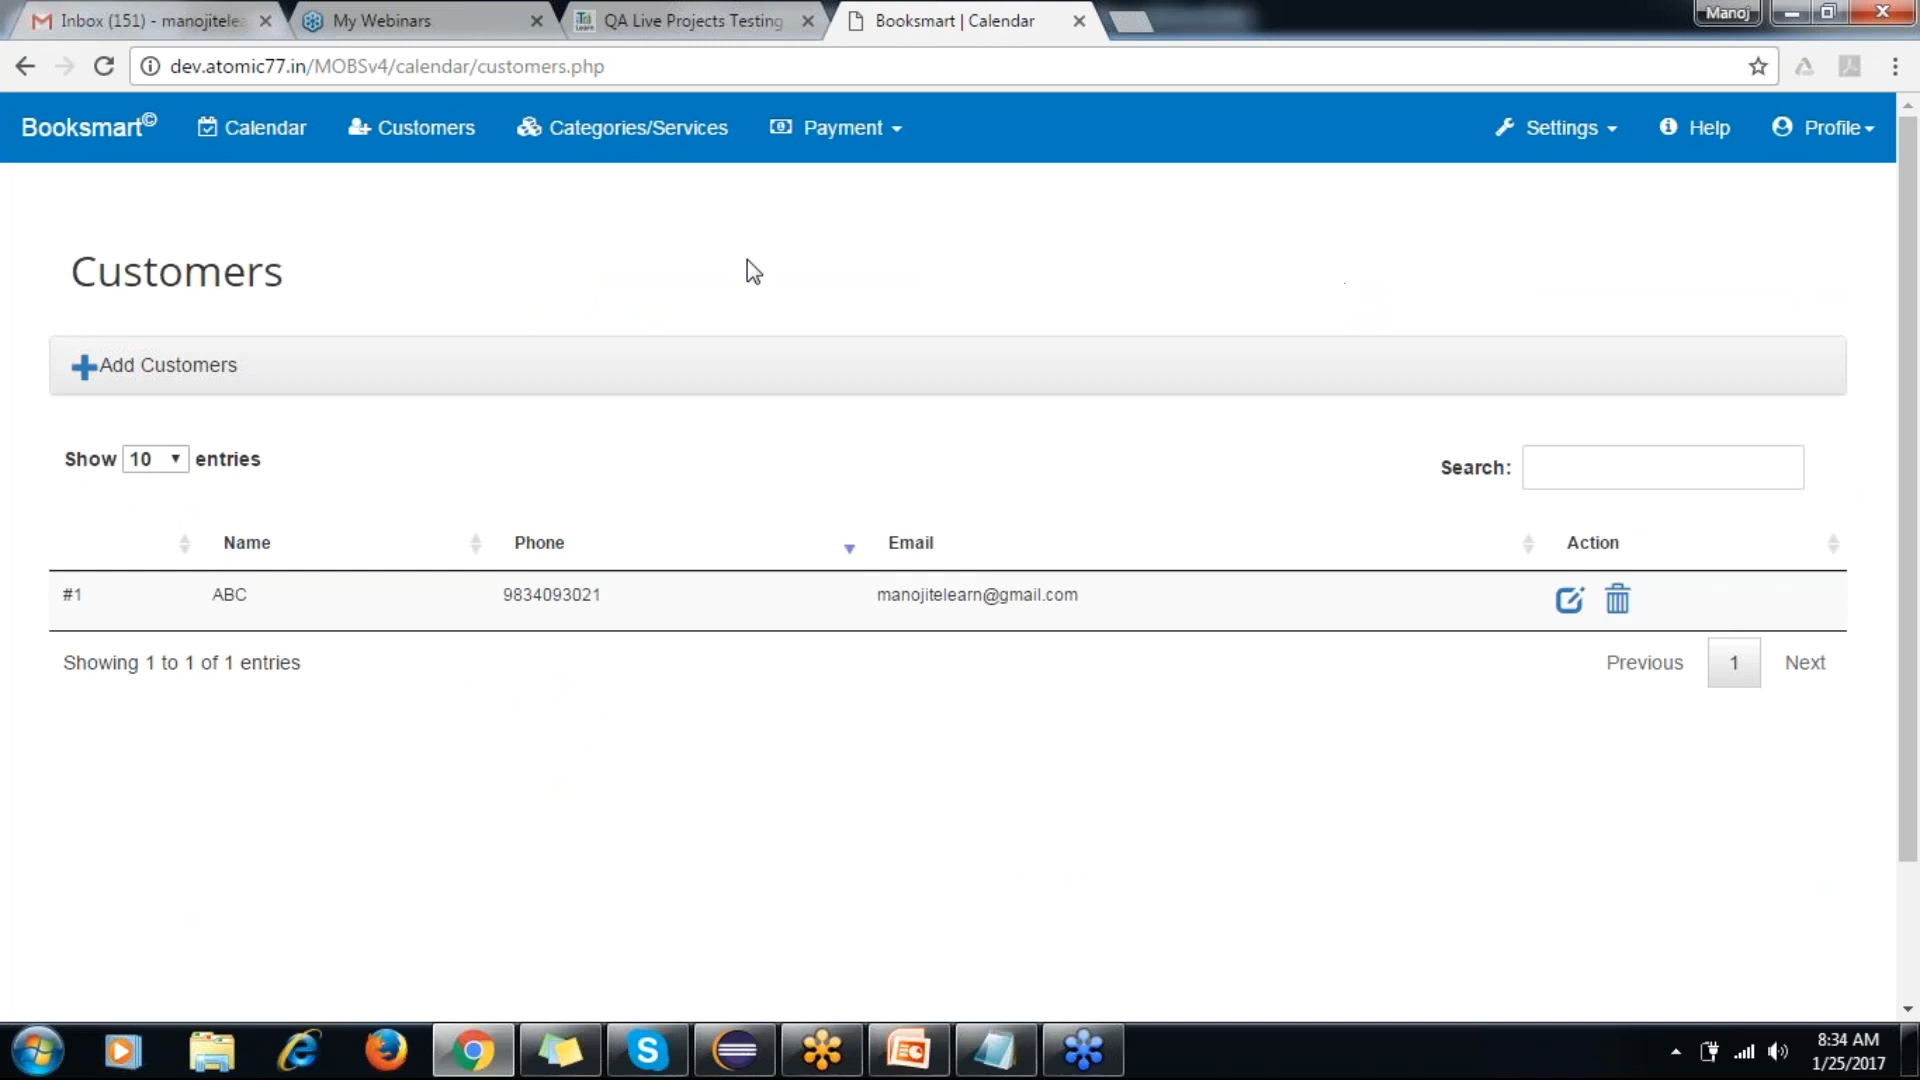 Inbox (151) - manojitelea
My Webinars
QA Live Projects Testing
Booksmart | Calendar
Manoj
dev.atomic77.in/MOBSv4/calendar/customers.php
Booksmart©
Calendar
Customers
Categories/Services
Payment
Settings
Help
Profile
Customers
Add Customers
Show 10 entries
Search:
Name Phone Email Action
#1 ABC 9834093021 manojitelearn@gmail.com
Showing 1 to 1 of 1 entries
Previous 1 Next
8:34 AM
1/25/2017